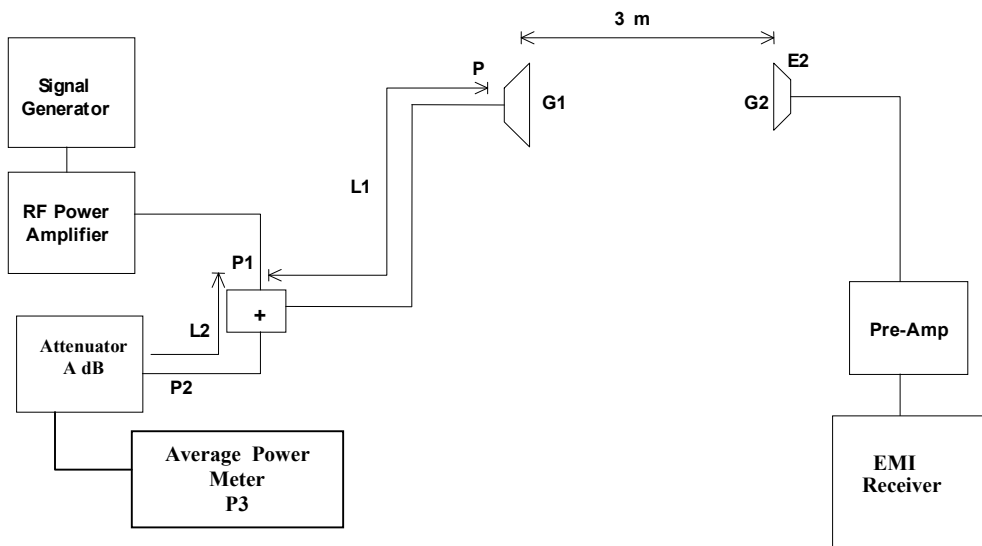 3 m
Signal
Generator
P
E2
G1
G2
L1
RF Power
Amplifier
P1
+
L2
Attenuator
A dB
P2
Pre-Amp
Average Power
Meter
P3
EMI
Receiver